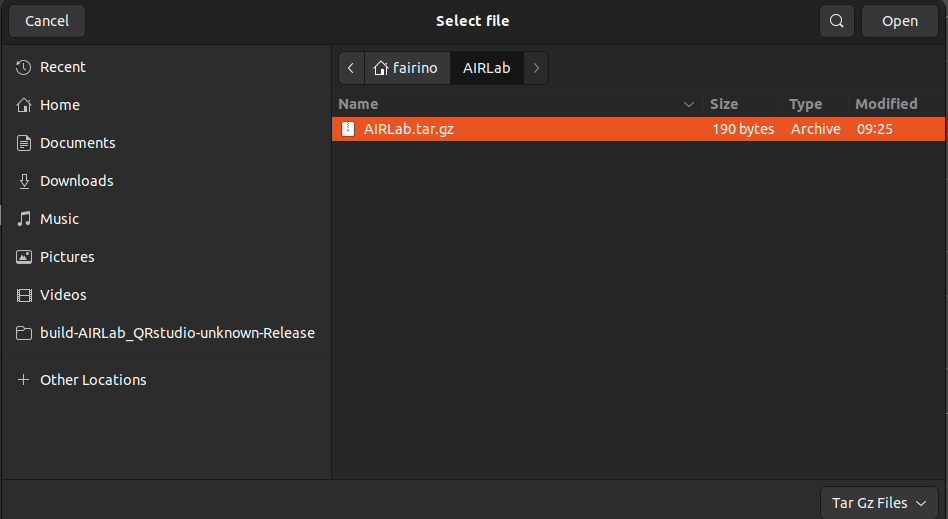 Cancel
Select file
Open
Recent
Home
Documents
Downloads
Music
Pictures
Videos
build-AIRLab_QRstudio-unknown-Release
Other Locations
fairino AIRLab
Name Size Type Modified
AIRLab.tar.gz 190 bytes Archive 09:25
Tar Gz Files